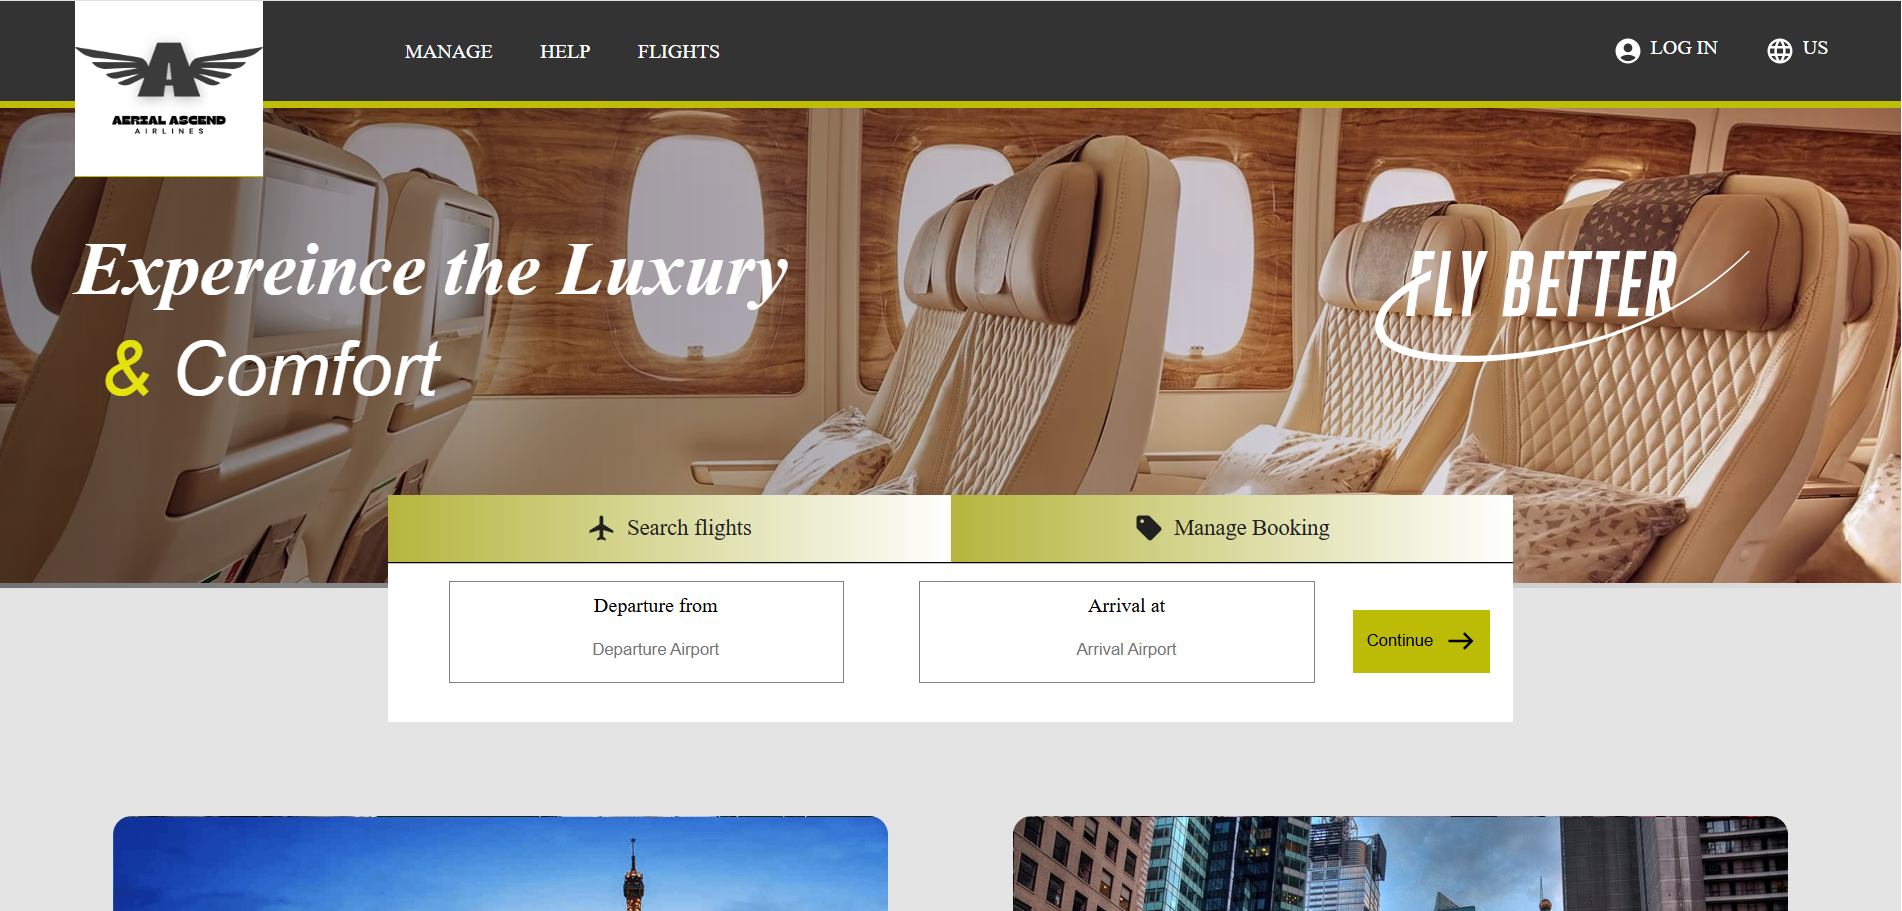 MANAGE HELP FLIGHTS
LOG IN US
AERIAL ASCEND
AIRLINES
Expereince the Luxury
& Comfort
FLY BETTER
Search flights
Manage Booking
Departure from
Departure Airport
Arrival at
Arrival Airport
Continue